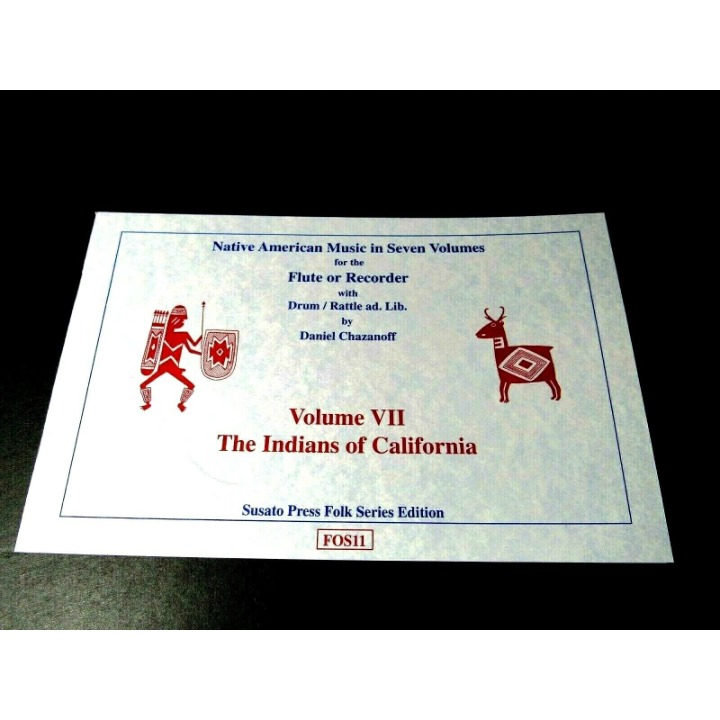 Native American Music in Seven Volumes
for the
Flute or Recorder
with
Drum / Rattle ad. Lib.
by
Daniel Chazanoff
Volume VII
The Indians of California
Susato Press Folk Series Edition
FOS11